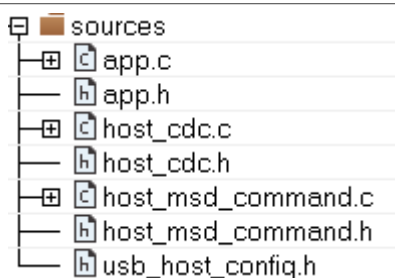 sources
app.c
app.h
host_cdc.c
host_cdc.h
host_msd_command.c
host_msd_command.h
usb_host_config.h